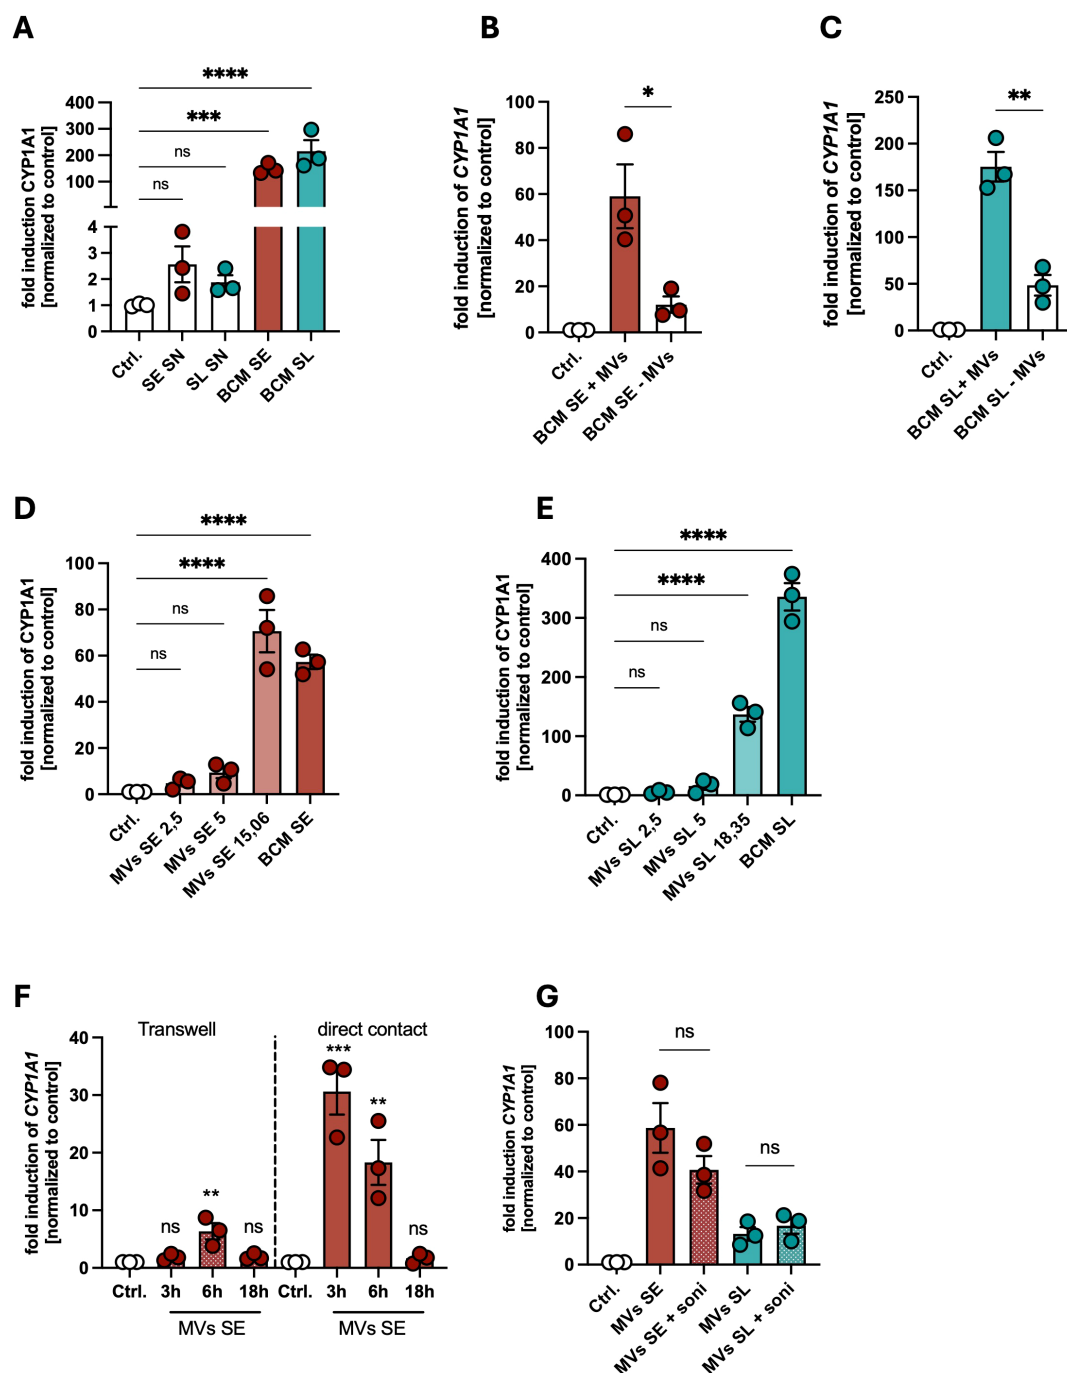 A
fold induction CYP1A1
[normalized to control]
400
300
200
100
4
3
2
1
0
****
***
ns
ns
Ctrl.
SE SN
SL SN
BCM SE
BCM SL
B
fold induction of CYP1A1
[normalized to control]
100
80
60
40
20
0
*
Ctrl.
BCM SE + MVs
BCM SE - MVs
C
fold induction of CYP1A1
[normalized to control]
250
200
150
100
50
0
**
Ctrl.
BCM SL+ MVs
BCM SL - MVs
D
fold induction of CYP1A1
[normalized to control]
100
80
60
40
20
0
****
****
ns
ns
Ctrl.
MVs SE 2,5
MVs SE 5
MVs SE 15,06
BCM SE
E
fold induction of CYP1A1
[normalized to control]
400
300
200
100
0
****
****
ns
ns
Ctrl.
MVs SL 2,5
MVs SL 5
MVs SL 18,35
BCM SL
F
fold induction of CYP1A1
[normalized to control]
40
30
20
10
0
Transwell
direct contact
ns
**
ns
***
**
ns
Ctrl. 3h 6h 18h Ctrl. 3h 6h 18h
MVs SE
MVs SE
G
fold induction CYP1A1
[normalized to control]
100
80
60
40
20
0
ns
ns
Ctrl.
MVs SE
MVs SE + soni
MVs SL
MVs SL + soni